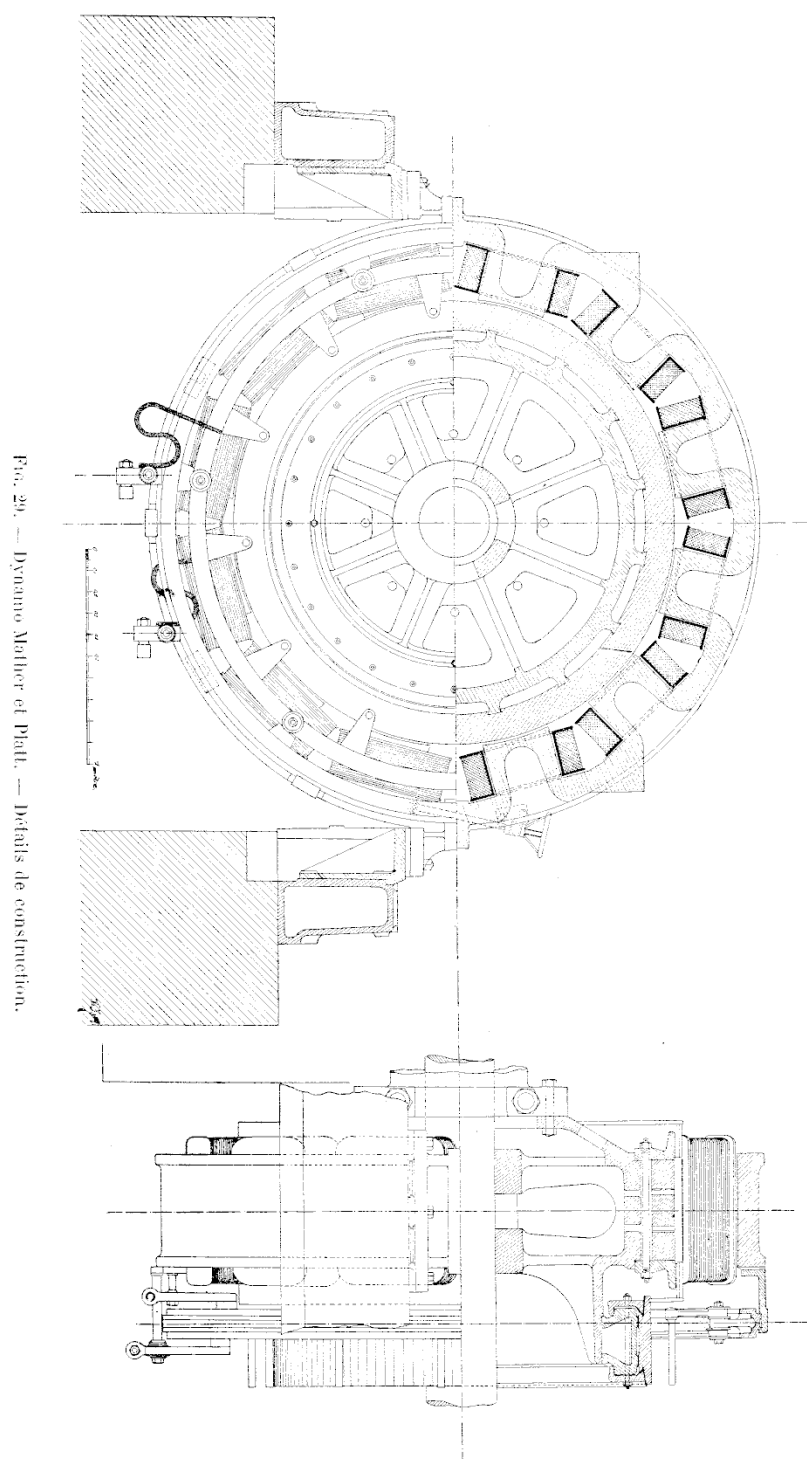 Fig. 29. — Dynamo Mather et Platt. — Détails de construction.